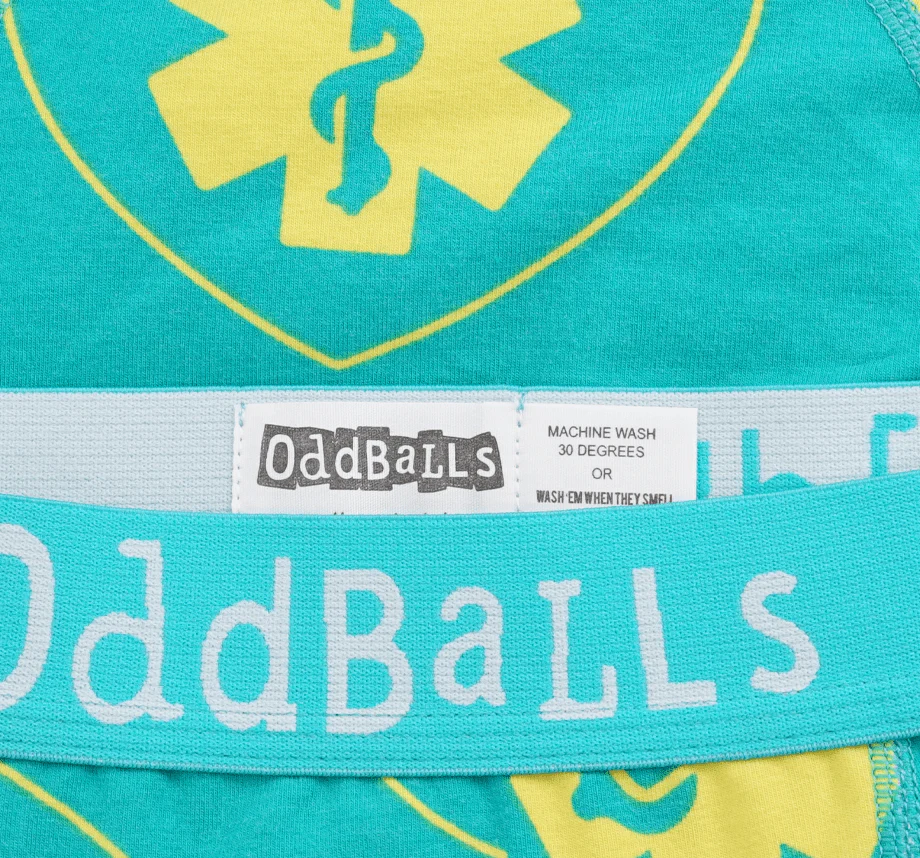 OddBaLLs
MACHINE WASH
30 DEGREES
OR
WASH 'EM WHEN THEY SMELL
OddBaLLs